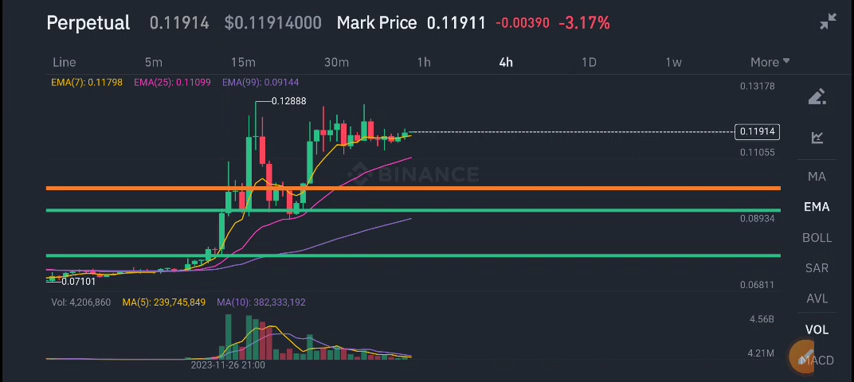 Perpetual 0.11914 $0.11914000 Mark Price 0.11911 -0.00390 -3.17%
Line 5m 15m 30m 1h 4h 1D 1w More
EMA(7): 0.11798 EMA(25): 0.11099 EMA(99): 0.09144
0.13178
0.12888
0.11914
0.11055
BINANCE
MA
EMA
0.08934
BOLL
SAR
0.07101
0.06811
AVL
Vol: 4,206,860 MA(5): 239,745,849 MA(10): 382,333,192
4.56B
VOL
4.21M
MACD
2023-11-26 21:00